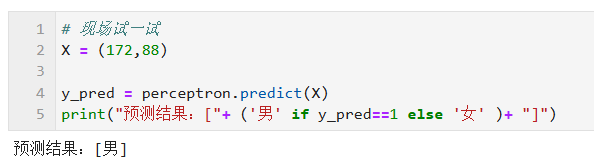 1 # 现场试一试
2 X = (172,88)
3
4 y_pred = perceptron.predict(X)
5 print("预测结果：["+ ('男' if y_pred==1 else '女' )+ "]")
预测结果：[男]